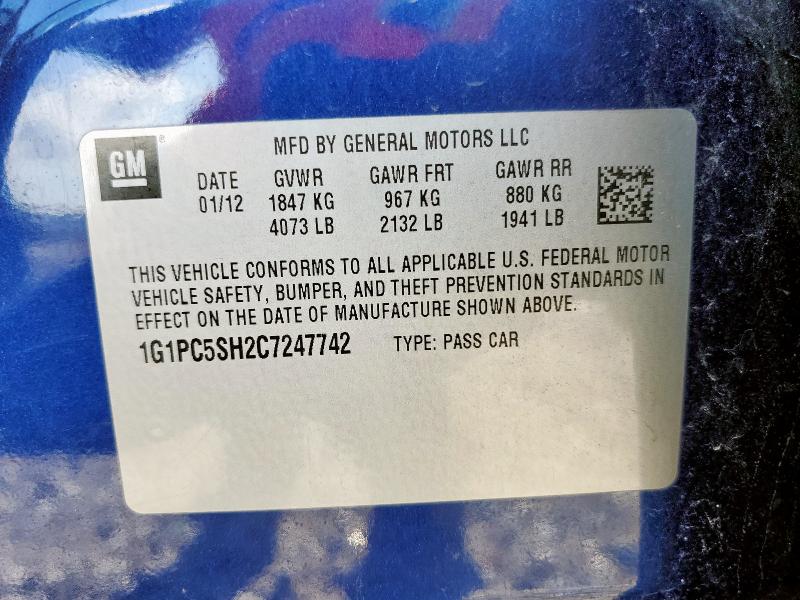 GM
MFD BY GENERAL MOTORS LLC
DATE GVWR GAWR FRT GAWR RR
01/12 1847 KG 967 KG 880 KG
4073 LB 2132 LB 1941 LB
THIS VEHICLE CONFORMS TO ALL APPLICABLE U.S. FEDERAL MOTOR
VEHICLE SAFETY, BUMPER, AND THEFT PREVENTION STANDARDS IN
EFFECT ON THE DATE OF MANUFACTURE SHOWN ABOVE.
1G1PC5SH2C7247742 TYPE: PASS CAR